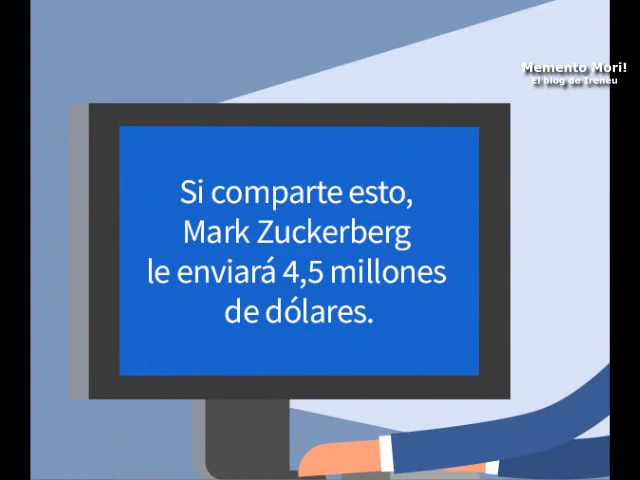 Memento Mori!
El blog de Ireneu
Si comparte esto,
Mark Zuckerberg
le enviará 4,5 millones
de dólares.